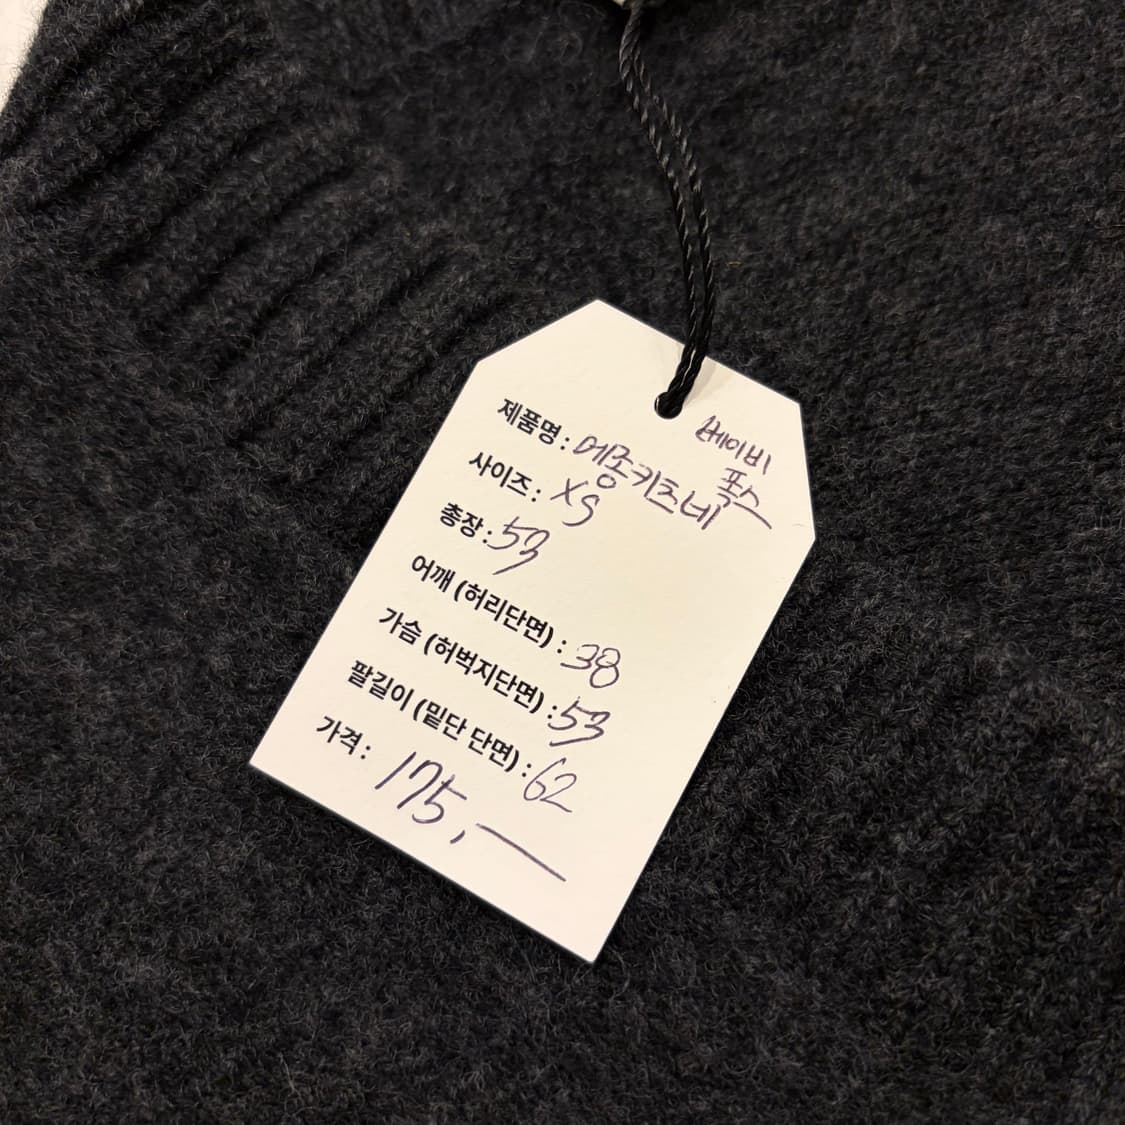 제품명: 메종키츠네 베이비
폭스
사이즈: XS
총장: 53
어깨 (허리단면) : 38
가슴 (허벅지단면) : 53
팔길이 (밑단 단면) : 62
가격: 175,—